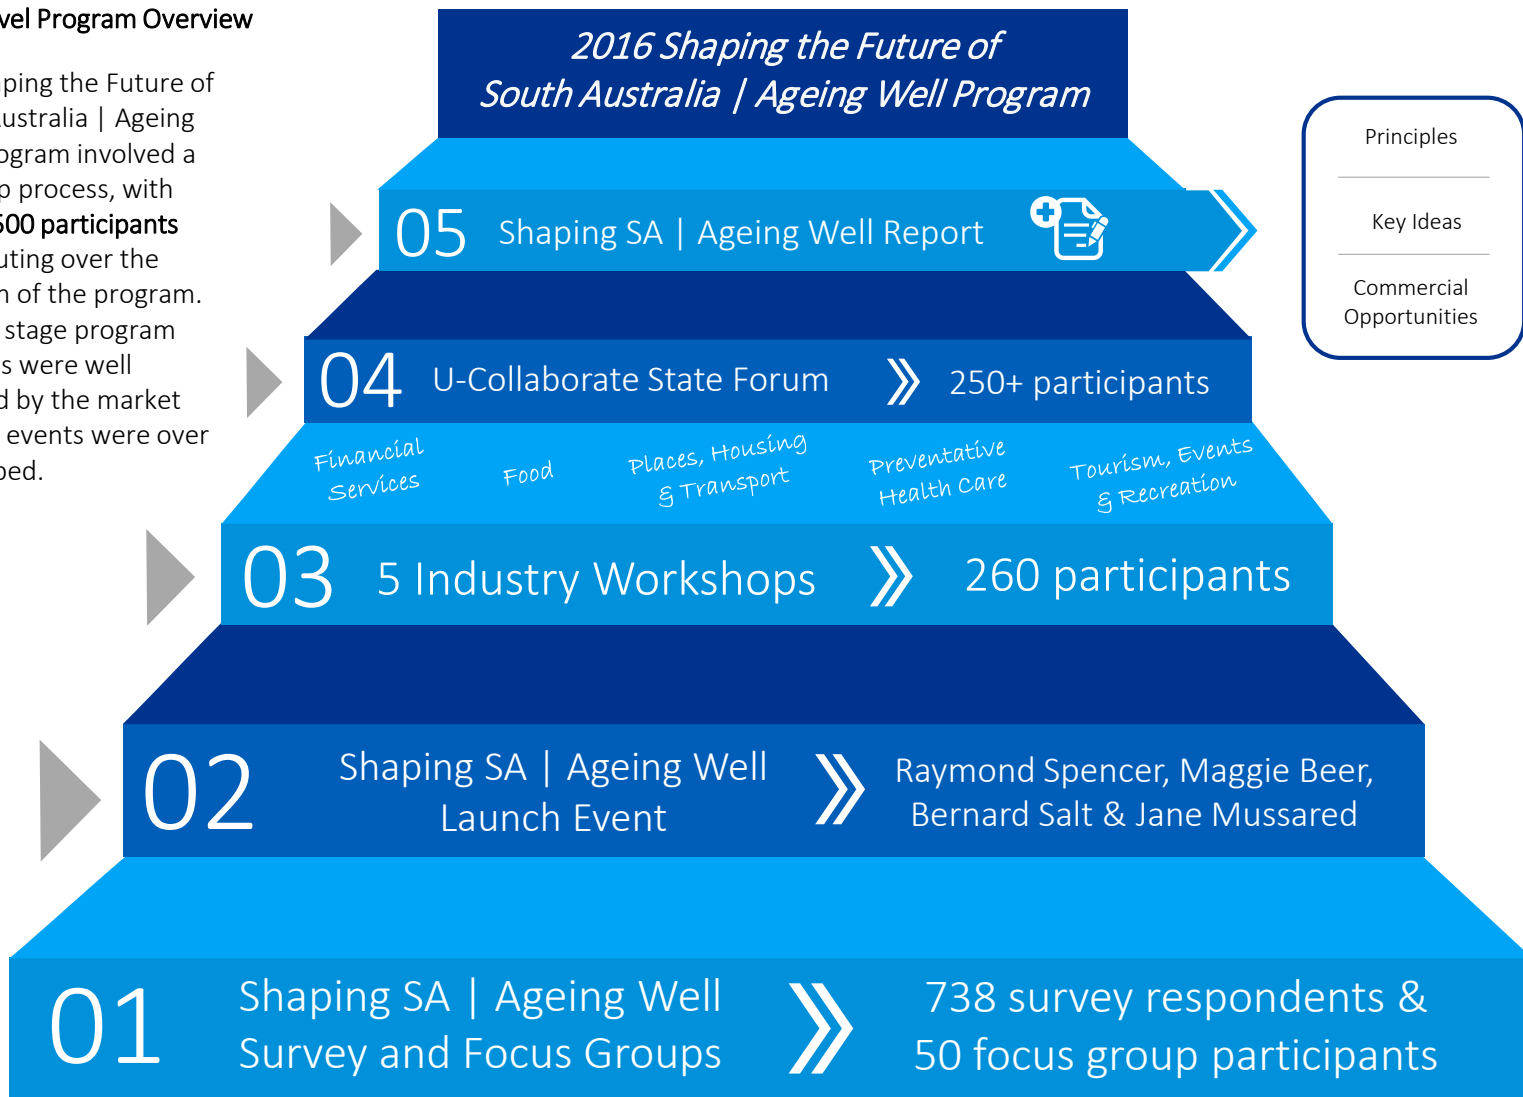 vel Program Overview
ping the Future of
ustralia | Ageing
ogram involved a
p process, with
500 participants
uting over the
n of the program.
stage program
s were well
d by the market
events were over
bed.
2016 Shaping the Future of
South Australia | Ageing Well Program
05 Shaping SA | Ageing Well Report
Principles
Key Ideas
Commercial
Opportunities
04 U-Collaborate State Forum 250+ participants
Financial
Services
Food
Places, Housing
& Transport
Preventative
Health Care
Tourism, Events
& Recreation
03 5 Industry Workshops 260 participants
02
Shaping SA | Ageing Well
Launch Event
Raymond Spencer, Maggie Beer,
Bernard Salt & Jane Mussared
01
Shaping SA | Ageing Well
Survey and Focus Groups
738 survey respondents &
50 focus group participants